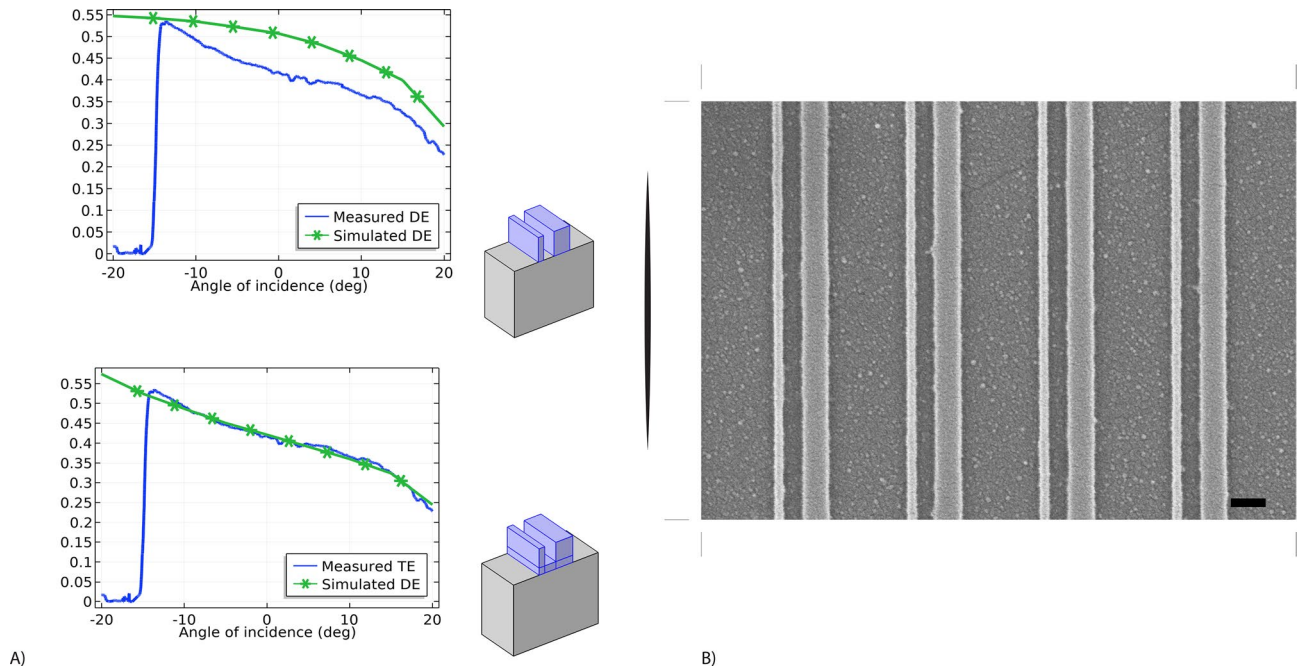 0.55
0.5
0.45
0.4
0.35
0.3
0.25
0.2
0.15
0.1
0.05
0
Measured DE
Simulated DE
-20 -10 0 10 20
Angle of incidence (deg)
0.55
0.5
0.45
0.4
0.35
0.3
0.25
0.2
0.15
0.1
0.05
0
Measured TE
Simulated DE
-20 -10 0 10 20
Angle of incidence (deg)
A)
B)